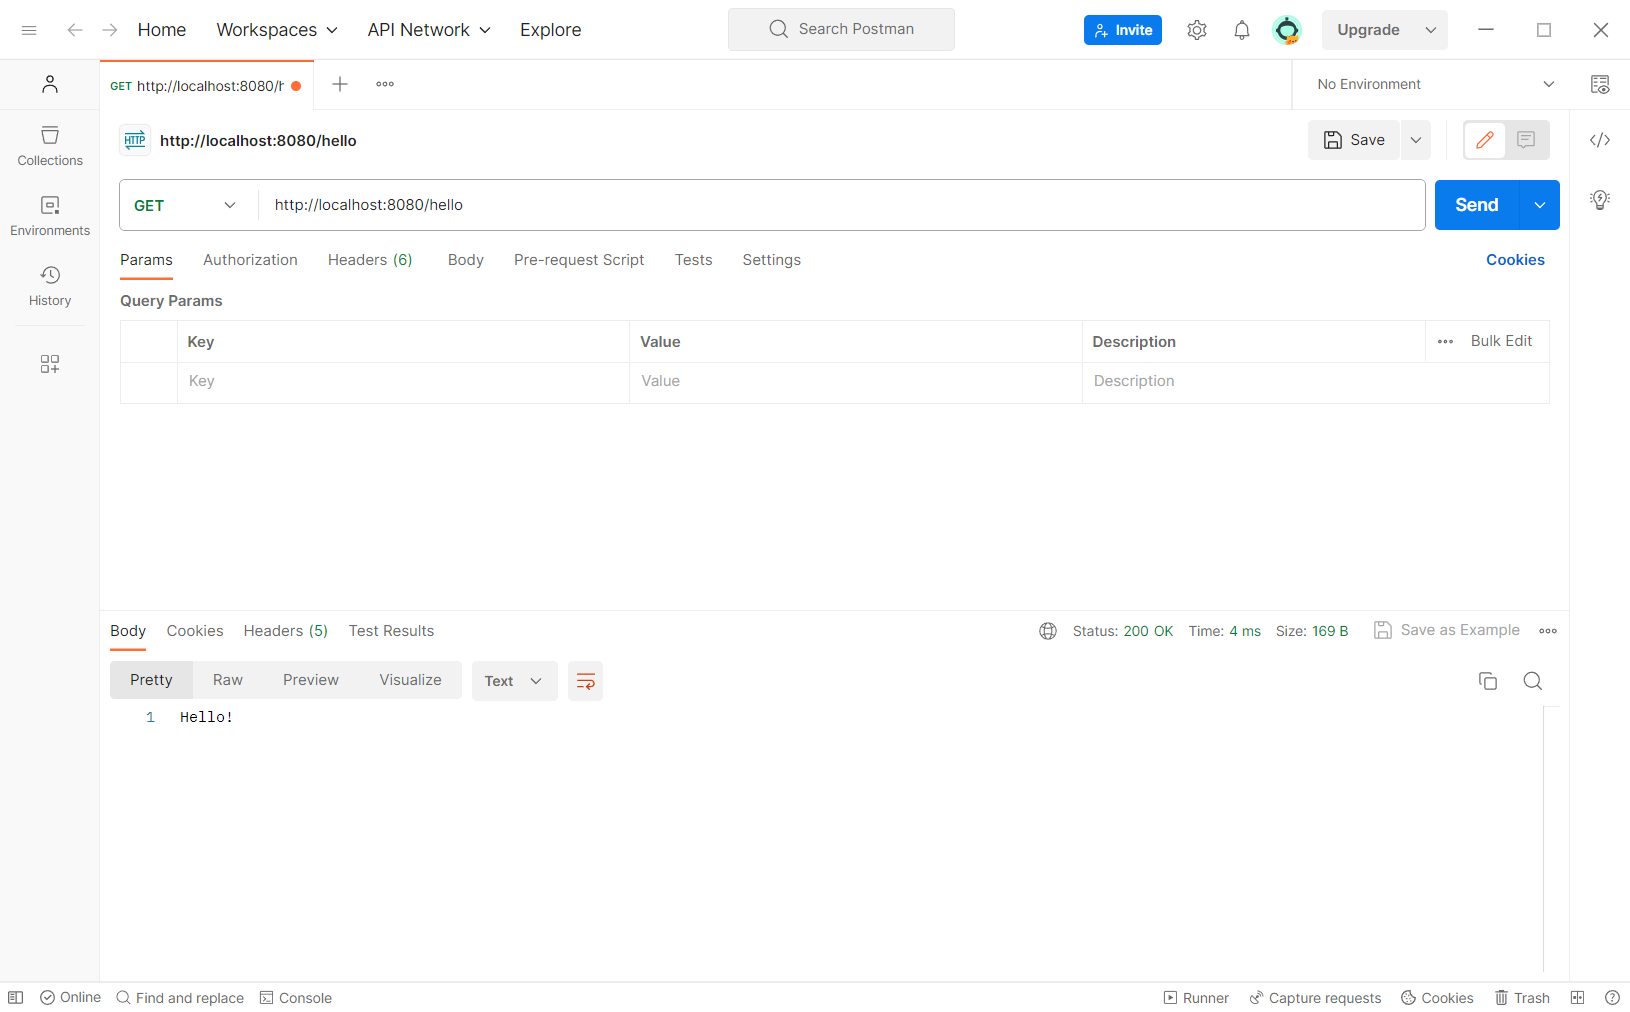 Home Workspaces API Network Explore Search Postman Invite Upgrade
GET http://localhost:8080/h No Environment
HTTP http://localhost:8080/hello Save
Collections
GET http://localhost:8080/hello Send
Environments
Params Authorization Headers (6) Body Pre-request Script Tests Settings Cookies
History
Query Params
Key Value Description Bulk Edit
Key Value Description
Body Cookies Headers (5) Test Results Status: 200 OK Time: 4 ms Size: 169 B Save as Example
Pretty Raw Preview Visualize Text
1 Hello!
Online Find and replace Console Runner Capture requests Cookies Trash